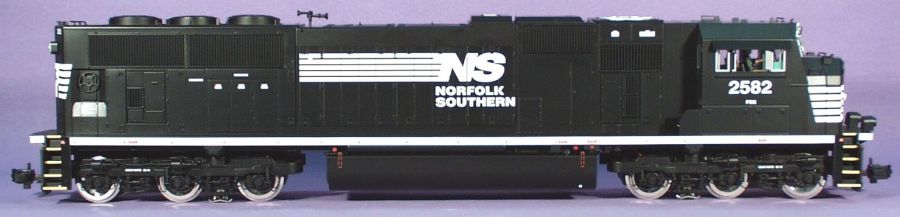 NS
NORFOLK
SOUTHERN
2582